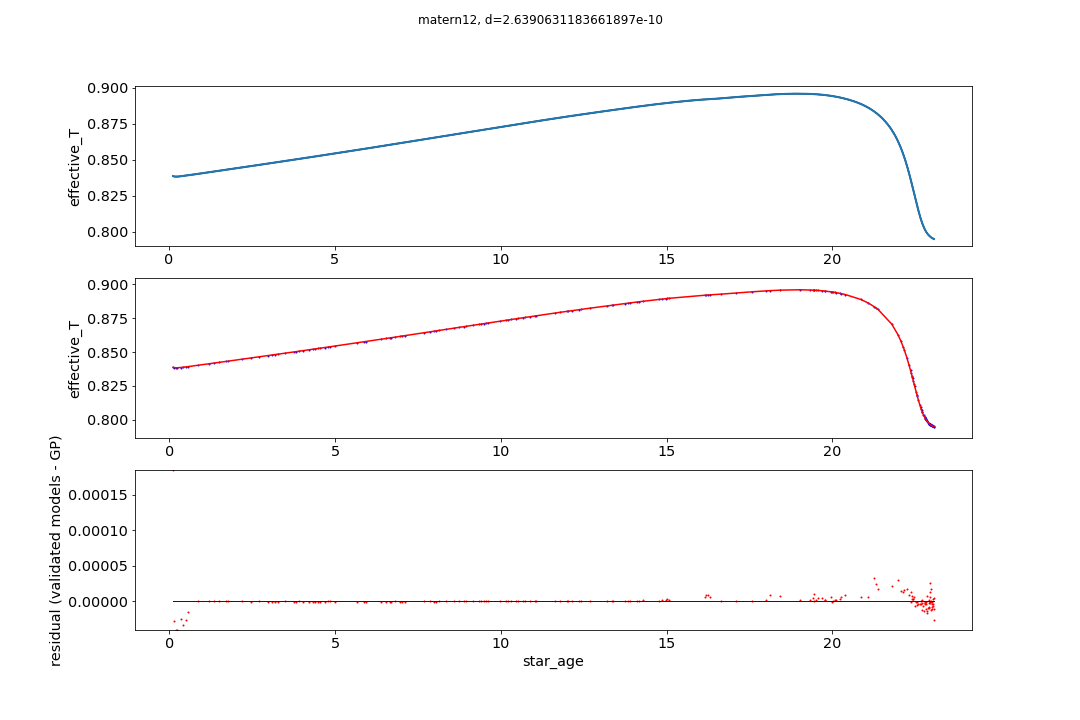 matern12, d=2.6390631183661897e-10
effective_T
0.900
0.875
0.850
0.825
0.800
0 5 10 15 20
effective_T
0.900
0.875
0.850
0.825
0.800
0 5 10 15 20
residual (validated models - GP)
0.00015
0.00010
0.00005
0.00000
0 5 10 15 20
star_age